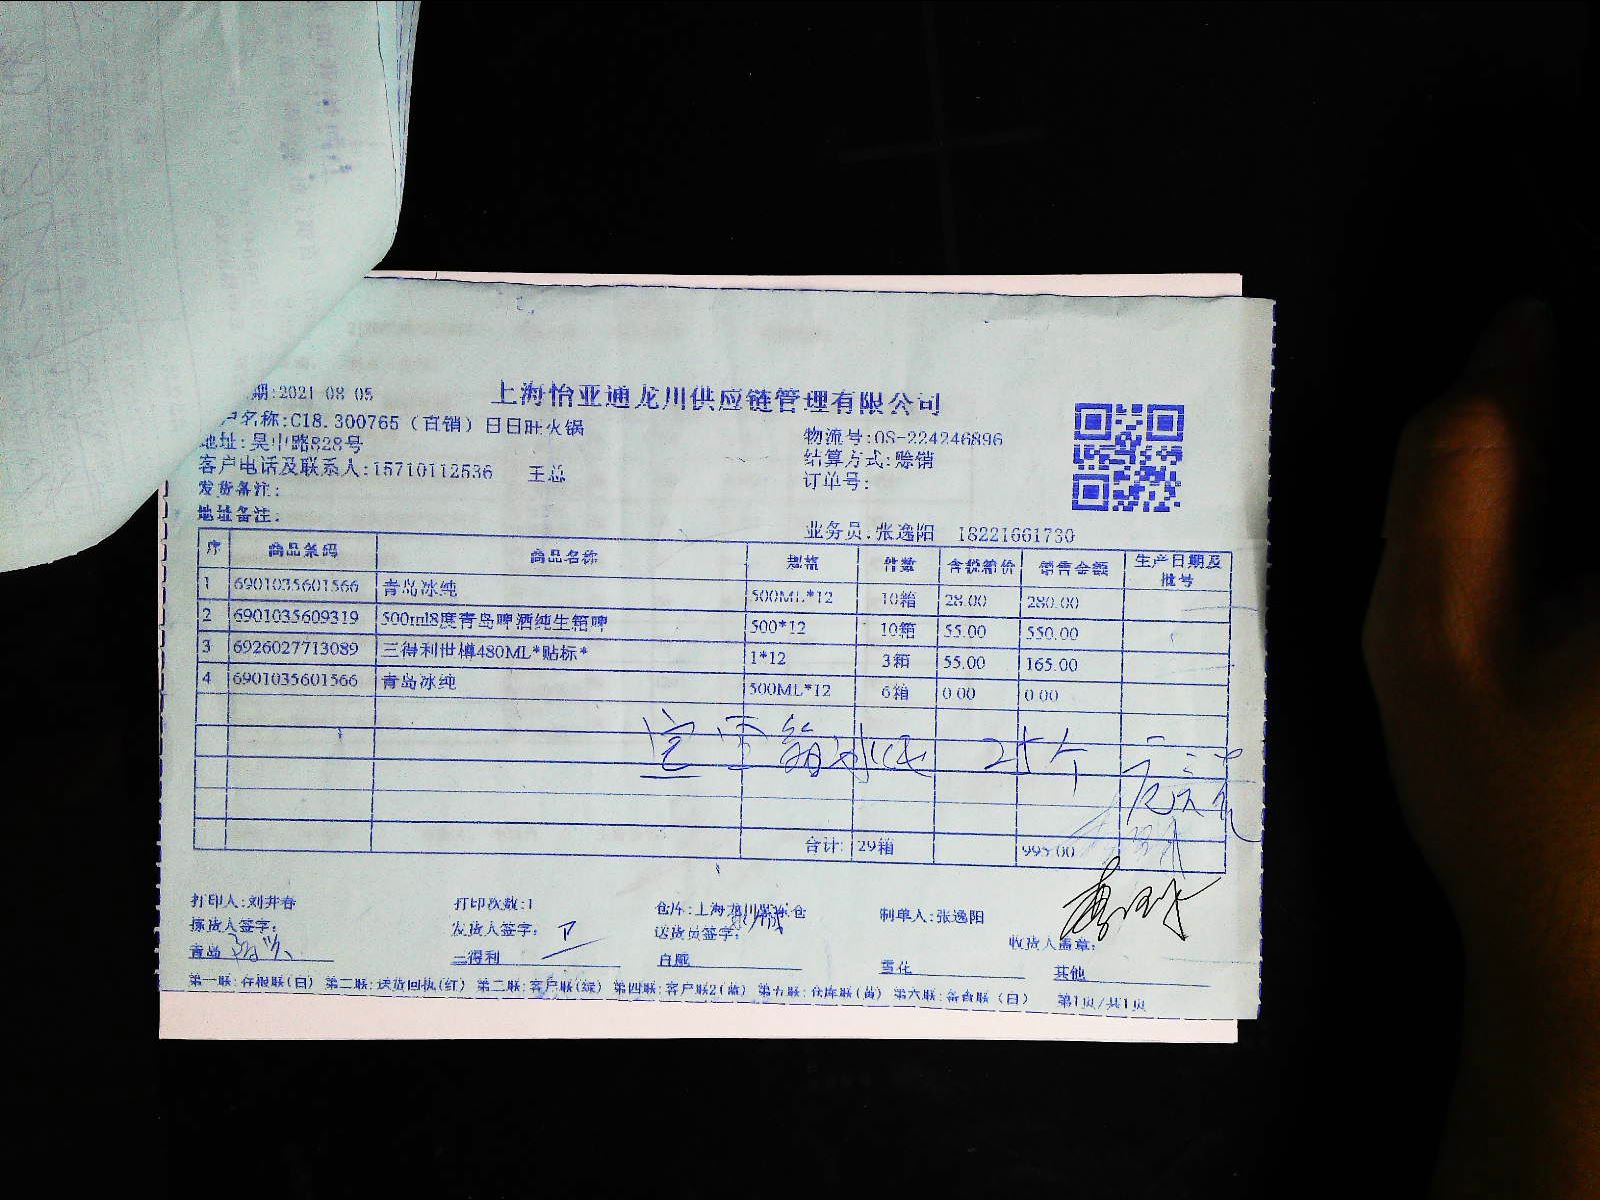 期:2021-08-05
上海怡亚通龙川供应链管理有限公司
户名称:C18.300765（直销）日日旺火锅
地址:吴中路828号
客户电话及联系人:15710112536 王总
发货备注:
地址备注:
物流号:OS-224246896
结算方式:赊销
订单号:
业务员:张逸阳 18221661730
序 商品条码 商品名称 规格 件数 含税箱价 销售金额 生产日期及批号
1 6901035601566 青岛冰纯 500ML*12 10箱 28.00 280.00
2 6901035609319 500ml8度青岛啤酒纯生箱啤 500*12 10箱 55.00 550.00
3 6926027713089 三得利世樽480ML*贴标* 1*12 3箱 55.00 165.00
4 6901035601566 青岛冰纯 500ML*12 6箱 0.00 0.00
冰纯 25个
合计: 29箱 995.00
打印人:刘井春 打印次数:1 仓库:上海龙川 仓 制单人:张逸阳
拣货人签字: 发货人签字: 送货员签字: 收货人盖章:
青岛 三得利 百威 雪花 其他
第一联:存根联(白) 第二联:送货回执(红) 第三联:客户联(绿) 第四联:客户联2(蓝) 第五联:仓库联(黄) 第六联:备查联(白) 第1页/共1页